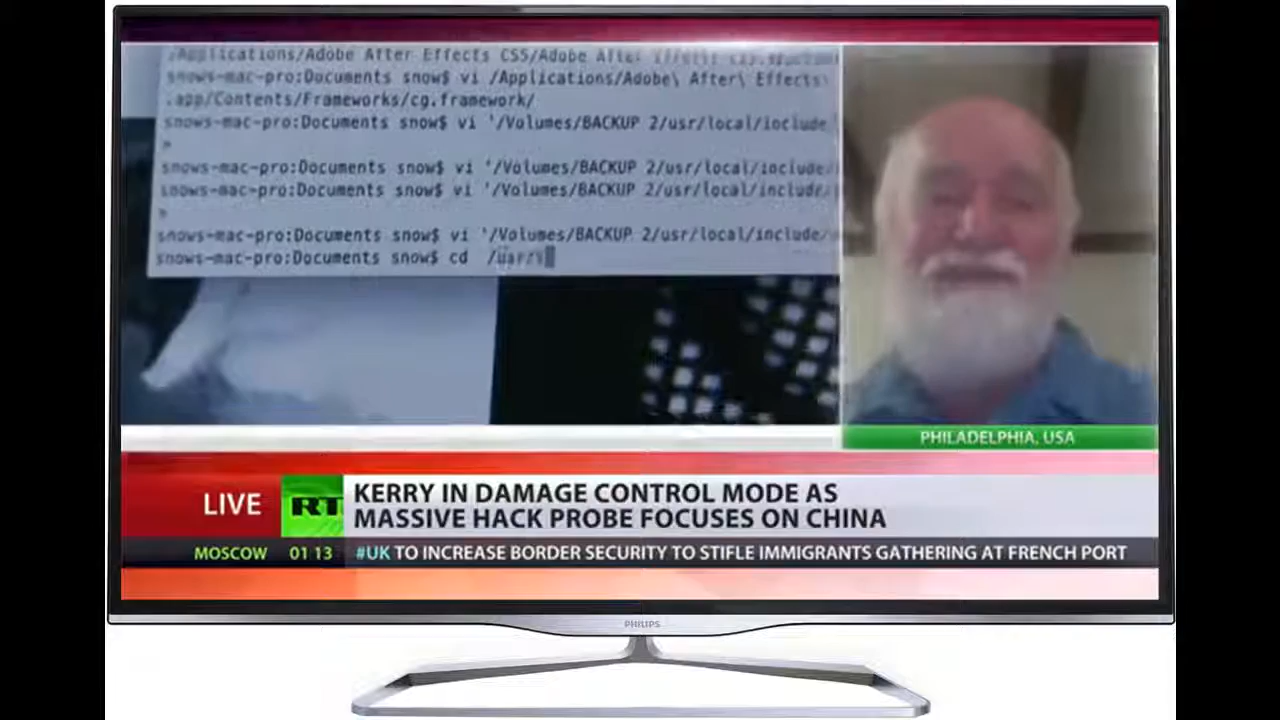 /Applications/Adobe After Effects CS5/Adobe After Effects CS5
snows-mac-pro:Documents snow$ vi /Applications/Adobe\ After\ Effects\
.app/Contents/Frameworks/cg.framework/
snows-mac-pro:Documents snow$ vi '/Volumes/BACKUP 2/usr/local/include
snows-mac-pro:Documents snow$ vi '/Volumes/BACKUP 2/usr/local/include/
snows-mac-pro:Documents snow$ vi '/Volumes/BACKUP 2/usr/local/include/
snows-mac-pro:Documents snow$ vi '/Volumes/BACKUP 2/usr/local/include/
snows-mac-pro:Documents snow$ cd
PHILADELPHIA, USA
LIVE RT KERRY IN DAMAGE CONTROL MODE AS
MASSIVE HACK PROBE FOCUSES ON CHINA
MOSCOW 01 13 #UK TO INCREASE BORDER SECURITY TO STIFLE IMMIGRANTS GATHERING AT FRENCH PORT
PHILIPS